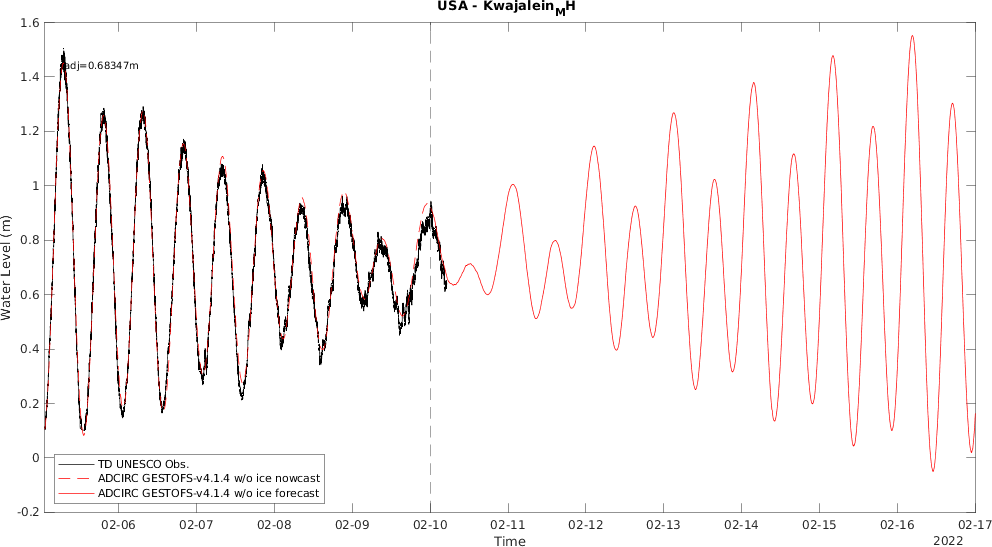 USA - Kwajalein_MH
adj=0.68347m
Water Level (m)
1.6
1.4
1.2
1
0.8
0.6
0.4
0.2
0
-0.2
TD UNESCO Obs.
ADCIRC GESTOFS-v4.1.4 w/o ice nowcast
ADCIRC GESTOFS-v4.1.4 w/o ice forecast
02-06 02-07 02-08 02-09 02-10 02-11 02-12 02-13 02-14 02-15 02-16 02-17
Time
2022